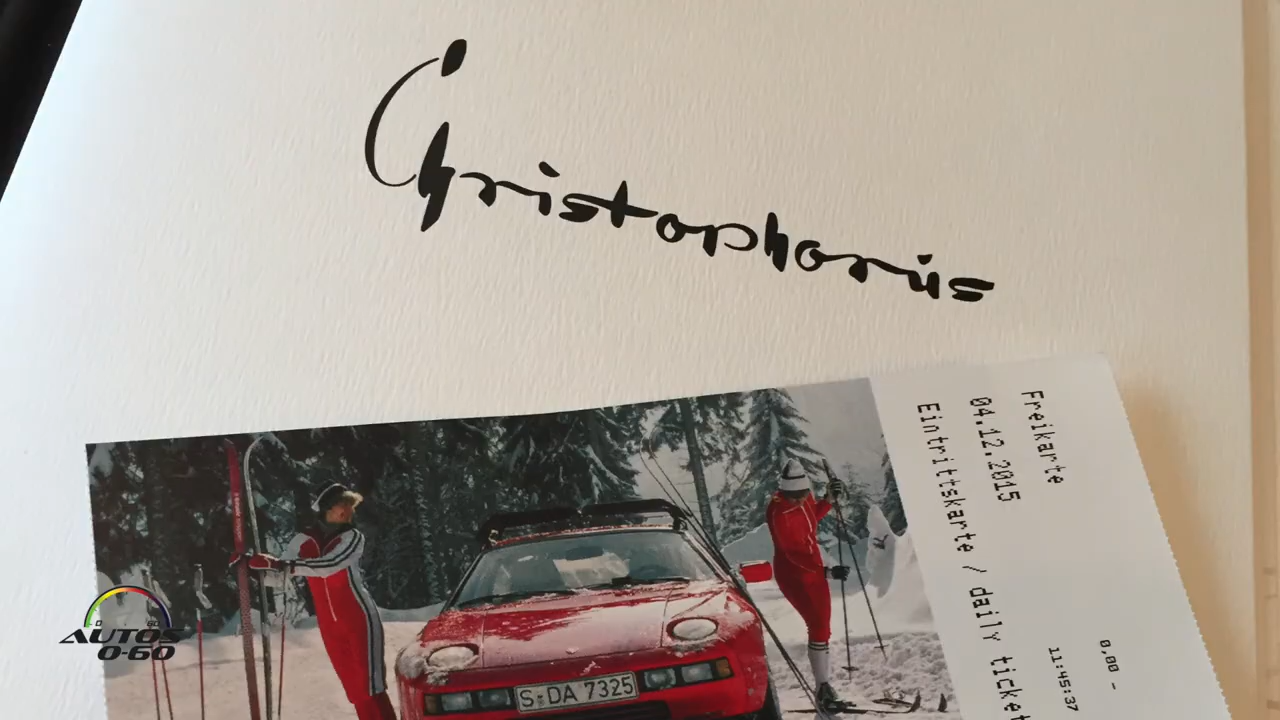 Christophorus
Freikarte
04.12.2015
Eintrittskarte / daily ticket
0.00 -
11:45:37
S-DA 7325
AUTOS
0-60